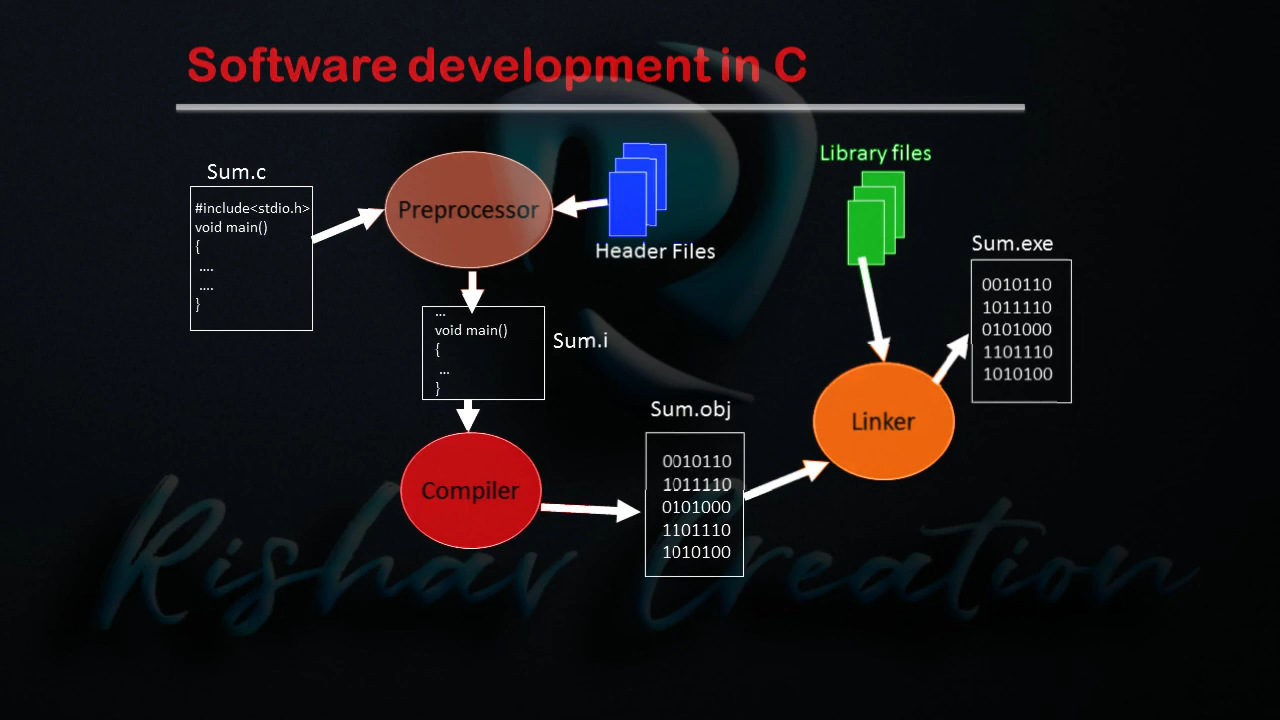 Software development in C
Sum.c
#include<stdio.h>
void main()
{
....
....
}
Preprocessor
Header Files
...
void main()
{
...
}
Sum.i
Compiler
Sum.obj
0010110
1011110
0101000
1101110
1010100
Library files
Linker
Sum.exe
0010110
1011110
0101000
1101110
1010100
Rishav Creation